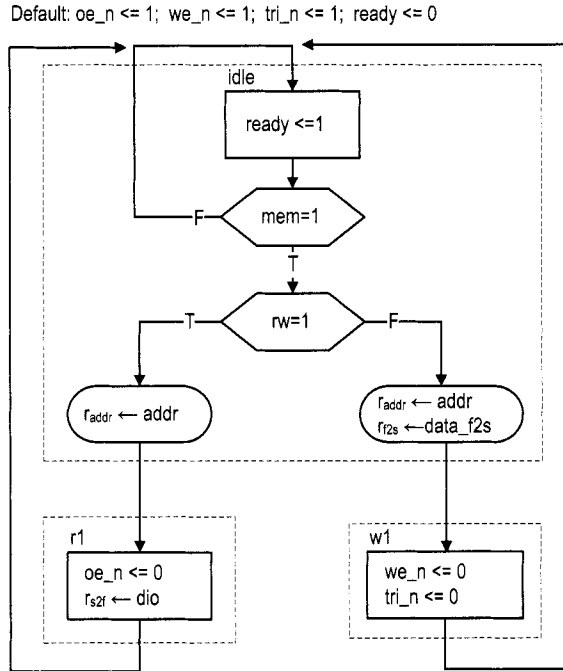 Default: oe_n <= 1; we_n <= 1; tri_n <= 1; ready <= 0
idle
ready <=1
mem=1
F
T
rw=1
T
F
r_addr ← addr
r_addr ← addr
r_f2s ←data_f2s
r1
oe_n <= 0
r_s2f ← dio
w1
we_n <= 0
tri_n <= 0